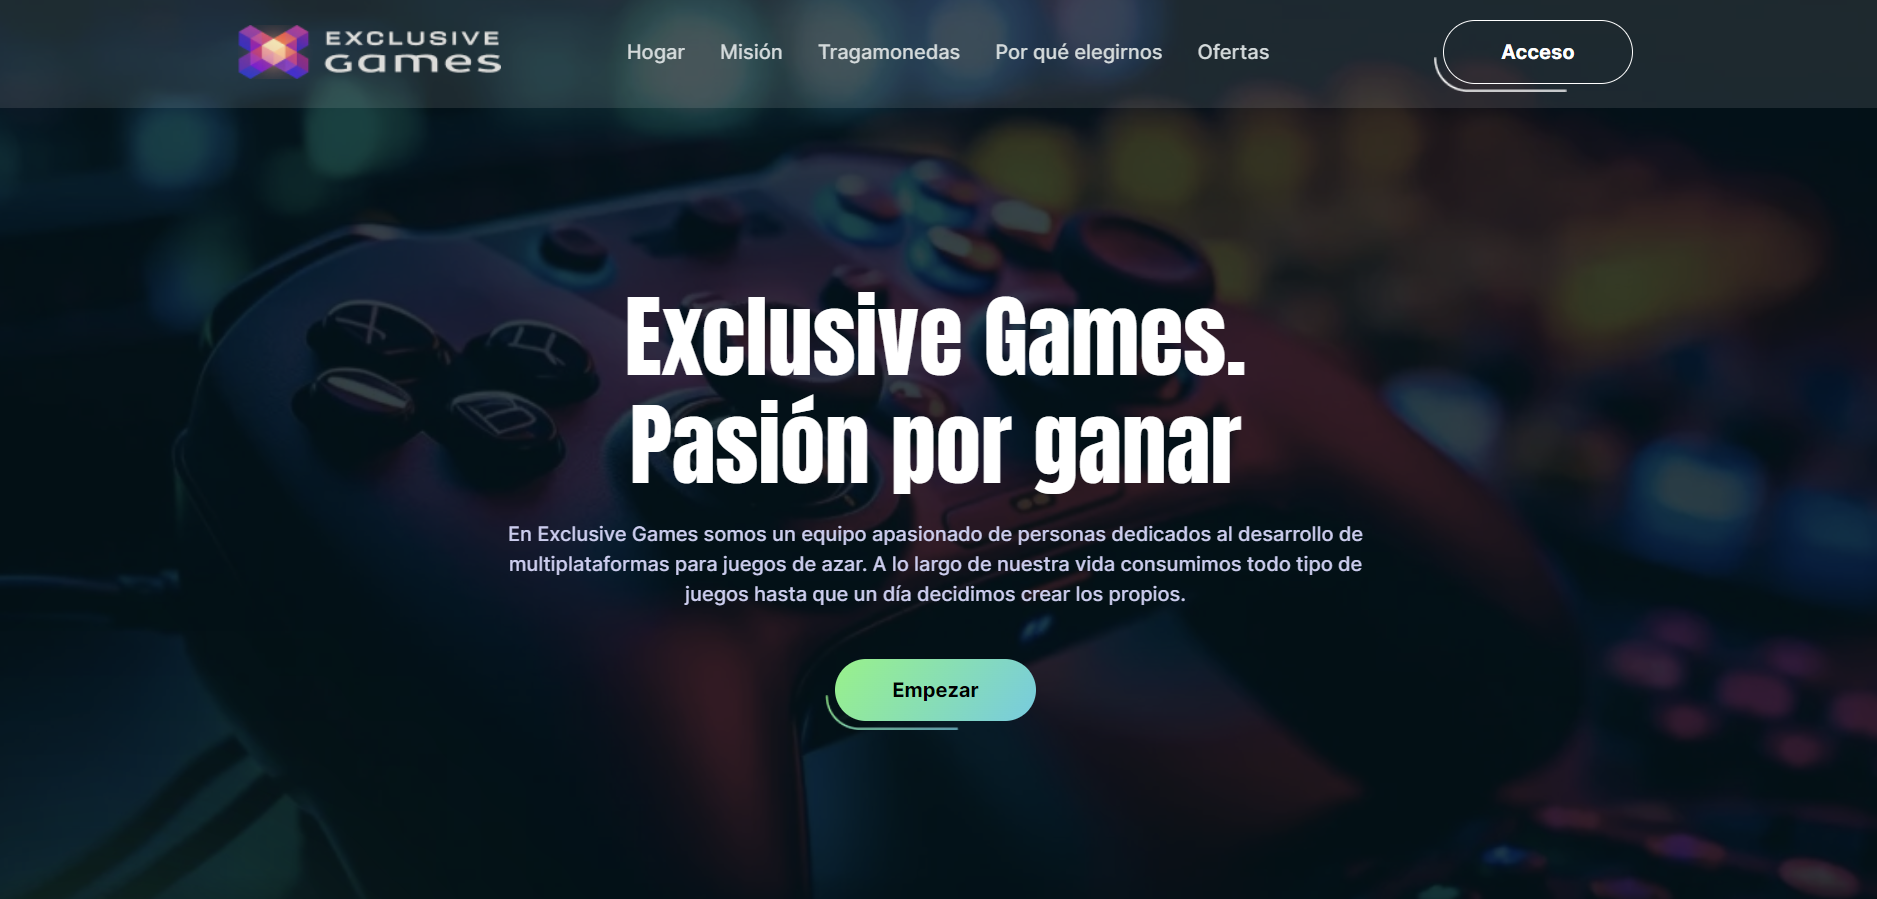 EXCLUSIVE
Games
Hogar
Misión
Tragamonedas
Por qué elegirnos
Ofertas
Acceso
Exclusive Games.
Pasión por ganar
En Exclusive Games somos un equipo apasionado de personas dedicados al desarrollo de
multiplataformas para juegos de azar. A lo largo de nuestra vida consumimos todo tipo de
juegos hasta que un día decidimos crear los propios.
Empezar
X
Y
B